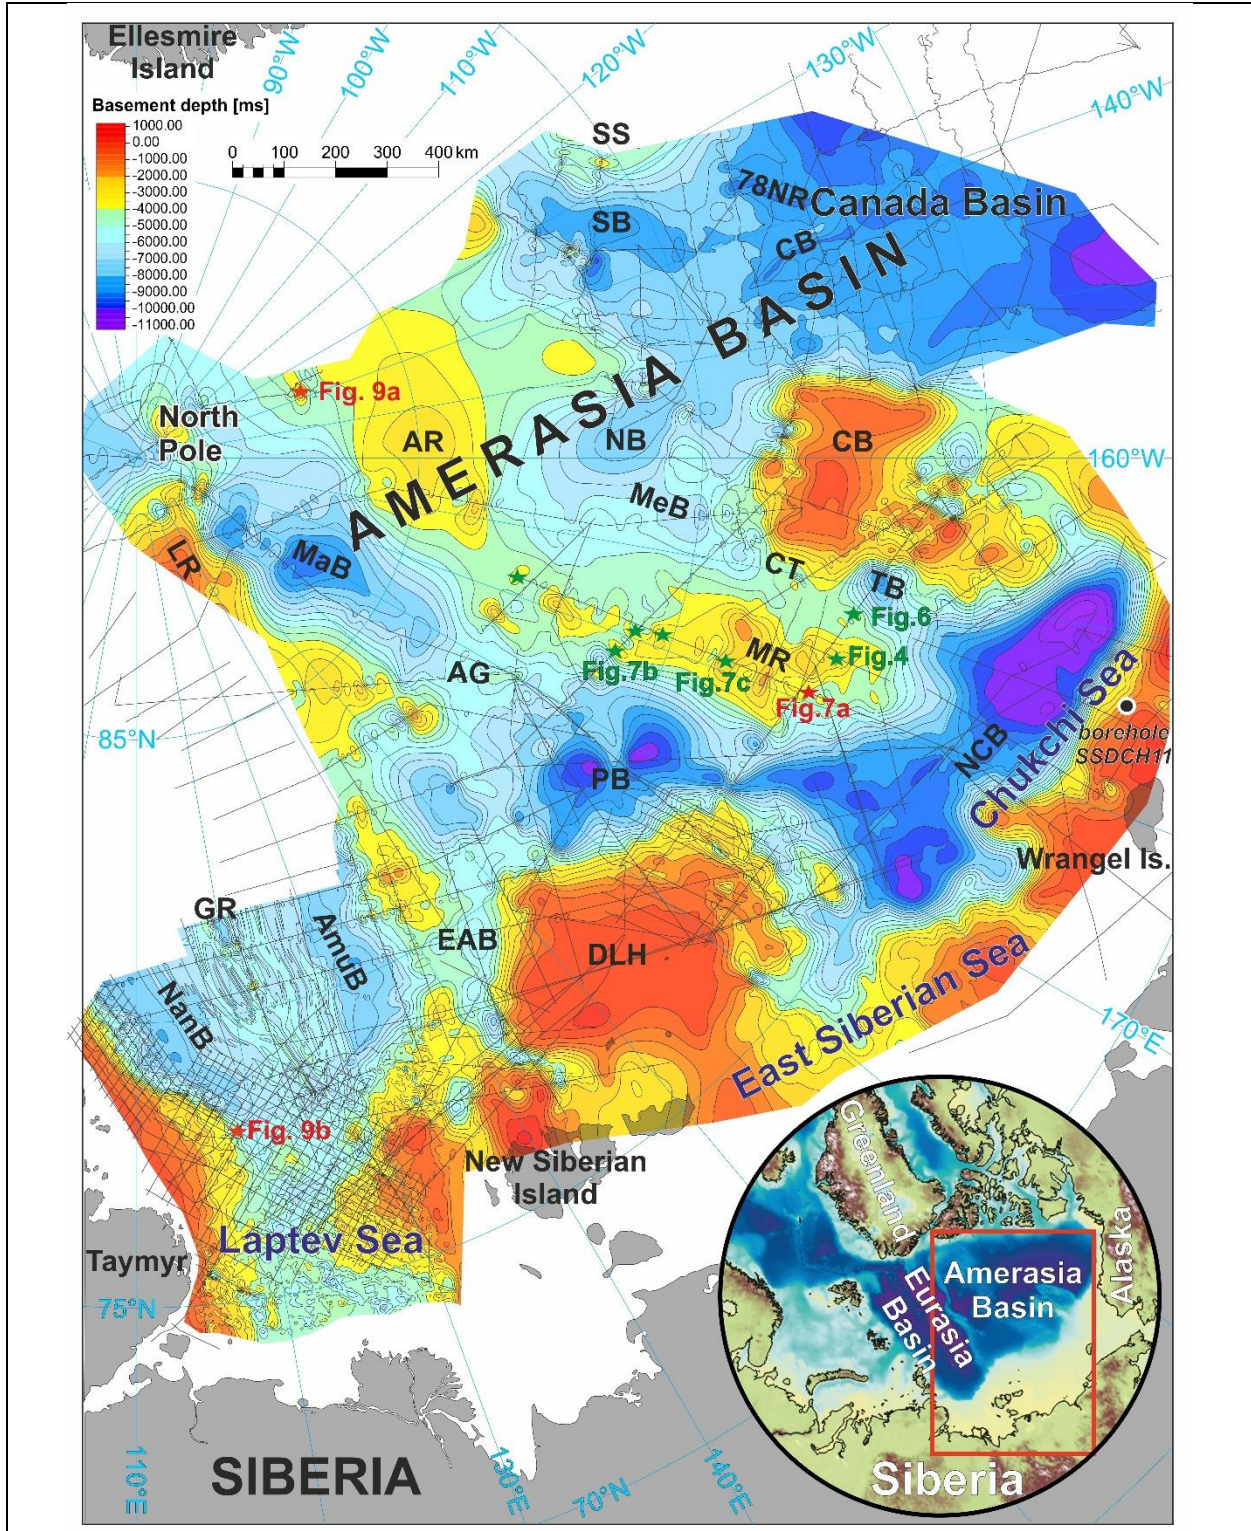 Ellesmire
Island
90°W
100°W
110°W
120°W
130°W
140°W
Basement depth [ms]
1000.00
0.00
-1000.00
-2000.00
-4000.00
-5000.00
-6000.00
-7000.00
-8000.00
-9000.00
-10000.00
-11000.00
0 100 200 300 400 km
SS
78NR
Canada Basin
SB
CB
AMERASIA BASIN
Fig. 9a
North
Pole
AR
NB
CB
160°W
MeB
LR
MaB
CT
TB
Fig.6
AG
Fig.7b
Fig.7c
MR
Fig.4
Fig.7a
85°N
PB
NCB
Chukchi Sea
borehole
SSDCH11
Wrangel Is.
GR
AmuB
EAB
DLH
NanB
East Siberian Sea
170°E
Fig. 9b
New Siberian
Island
Laptev Sea
Taymyr
75°N
Greenland
Alaska
Amerasia
Basin
Eurasia
Basin
Siberia
SIBERIA
110°E
130°E
70°N
140°E